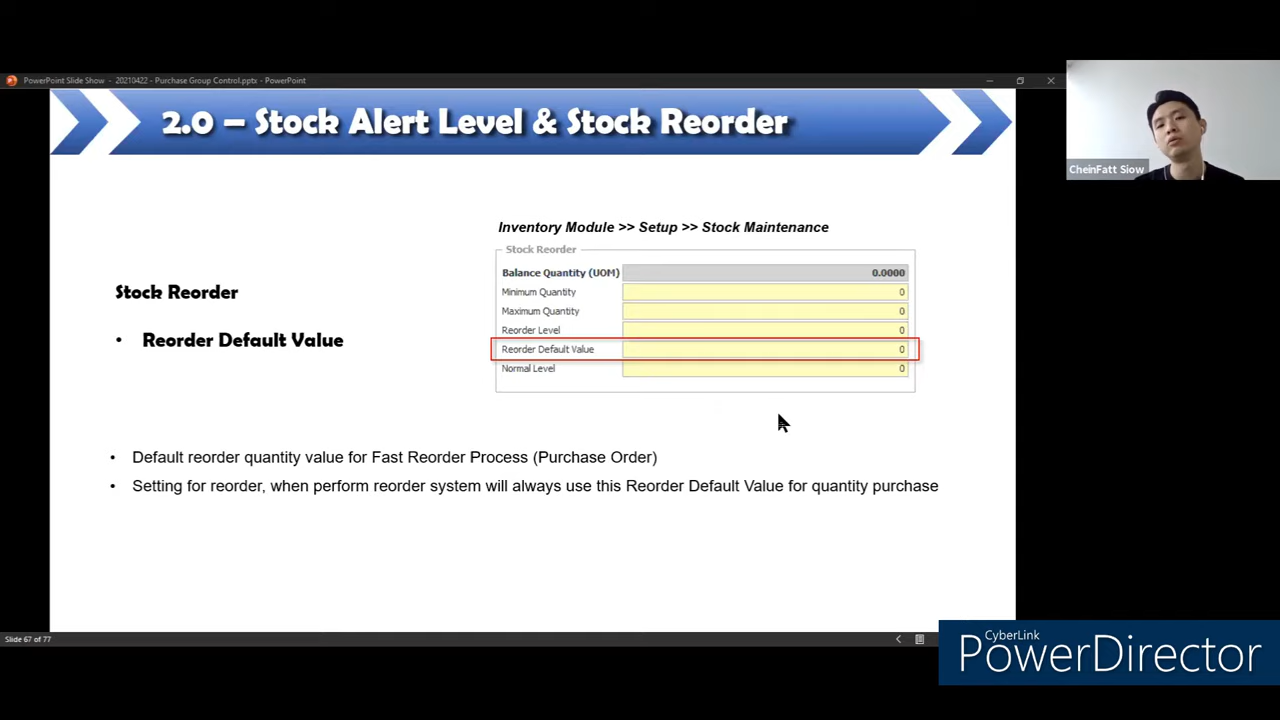 PowerPoint Slide Show - 20210422 - Purchase Group Control.pptx - PowerPoint
2.0 – Stock Alert Level & Stock Reorder
CheinFatt Siow
Inventory Module >> Setup >> Stock Maintenance
Stock Reorder
Balance Quantity (UOM) 0.0000
Minimum Quantity 0
Maximum Quantity 0
Reorder Level 0
Reorder Default Value 0
Normal Level 0
Stock Reorder
• Reorder Default Value
• Default reorder quantity value for Fast Reorder Process (Purchase Order)
• Setting for reorder, when perform reorder system will always use this Reorder Default Value for quantity purchase
Slide 67 of 77
CyberLink
PowerDirector